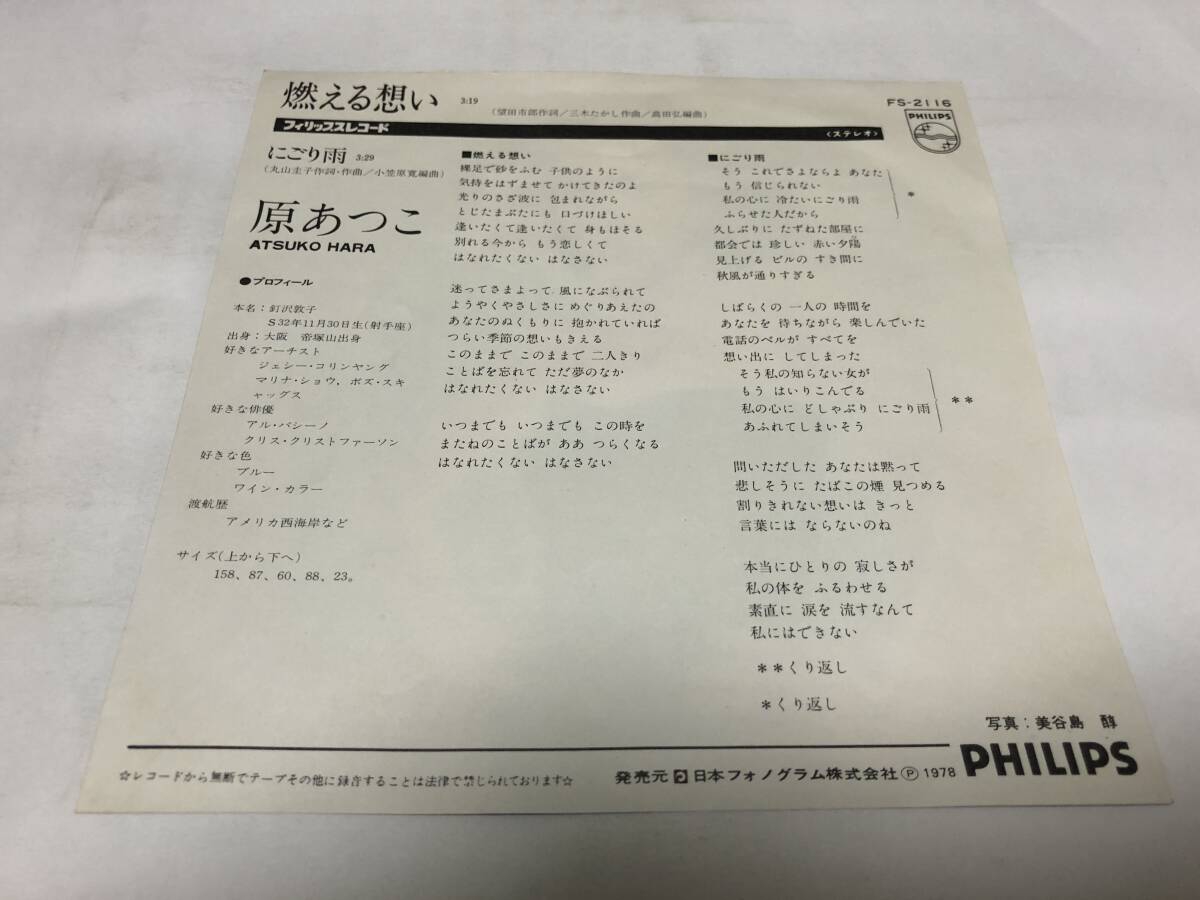 燃える想い 3:19 (望田市郎作詞/三木たかし作曲/高田弘編曲)
FS-2116
PHILIPS
フィリップスレコード
〈ステレオ〉
にごり雨 3:29
(丸山圭子作詞・作曲/小笠原寛編曲)
原あつこ
ATSUKO HARA
●プロフィール
本名:釘沢敦子
S32年11月30日生(射手座)
出身:大阪 帝塚山出身
好きなアーチスト
ジェシー・コリンヤング
マリナ・ショウ、ボズ・スキ
ャッグス
好きな俳優
アル・パシーノ
クリス・クリストファーソン
好きな色
ブルー
ワイン・カラー
渡航歴
アメリカ西海岸など
サイズ(上から下へ)
158、87、60、88、23。
■燃える想い
裸足で砂をふむ 子供のように
気持をはずませて かけてきたのよ
光りのさざ波に 包まれながら
とじたまぶたにも 口づけほしい
逢いたくて逢いたくて 身もほそる
別れる今から もう恋しくて
はなれたくない はなさない
迷ってさまよって 風になぶられて
ようやくやさしさに めぐりあえたの
あなたのぬくもりに 抱かれていれば
つらい季節の想いもきえる
このままで このままで 二人きり
ことばを忘れて ただ夢のなか
はなれたくない はなさない
いつまでも いつまでも この時を
またねのことばが ああ つらくなる
はなれたくない はなさない
■にごり雨
そう これでさよならよ あなた
もう 信じられない
私の心に 冷たいにごり雨
ふらせた人だから
*
久しぶりに たずねた部屋に
都会では 珍しい 赤い夕陽
見上げる ビルの すき間に
秋風が通りすぎる
しばらくの 一人の 時間を
あなたを 待ちながら 楽しんでいた
電話のベルが すべてを
想い出に してしまった
そう私の知らない女が
もう はいりこんでる
私の心に どしゃぶり にごり雨
あふれてしまいそう
**
問いただした あなたは黙って
悲しそうに たばこの煙 見つめる
割りきれない想いは きっと
言葉には ならないのね
本当にひとりの 寂しさが
私の体を ふるわせる
素直に 涙を 流すなんて
私にはできない
**くり返し
*くり返し
写真:美谷島 醇
☆レコードから無断でテープその他に録音することは法律で禁じられております☆
発売元 日本フォノグラム株式会社 Ⓟ 1978 PHILIPS